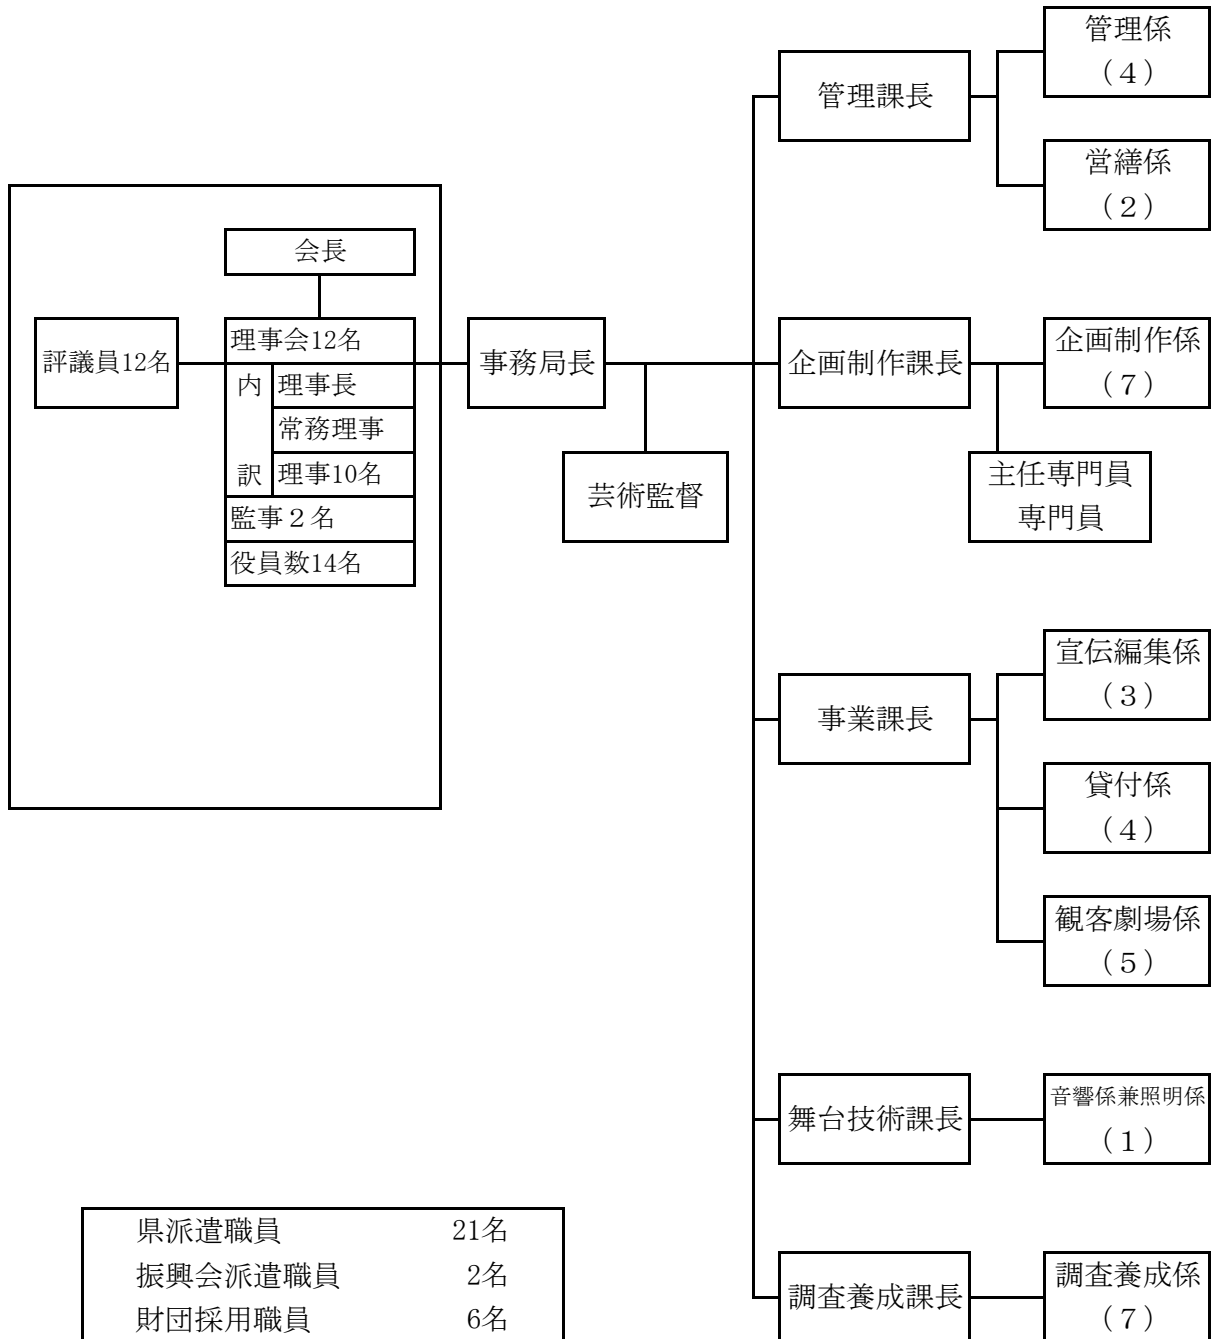 会長
評議員12名
理事会12名
内
訳
理事長
常務理事
理事10名
監事２名
役員数14名
事務局長
芸術監督
管理課長
管理係
（４）
営繕係
（２）
企画制作課長
企画制作係
（７）
主任専門員
専門員
事業課長
宣伝編集係
（３）
貸付係
（４）
観客劇場係
（５）
舞台技術課長
音響係兼照明係
（１）
調査養成課長
調査養成係
（７）
県派遣職員 21名
振興会派遣職員 2名
財団採用職員 6名